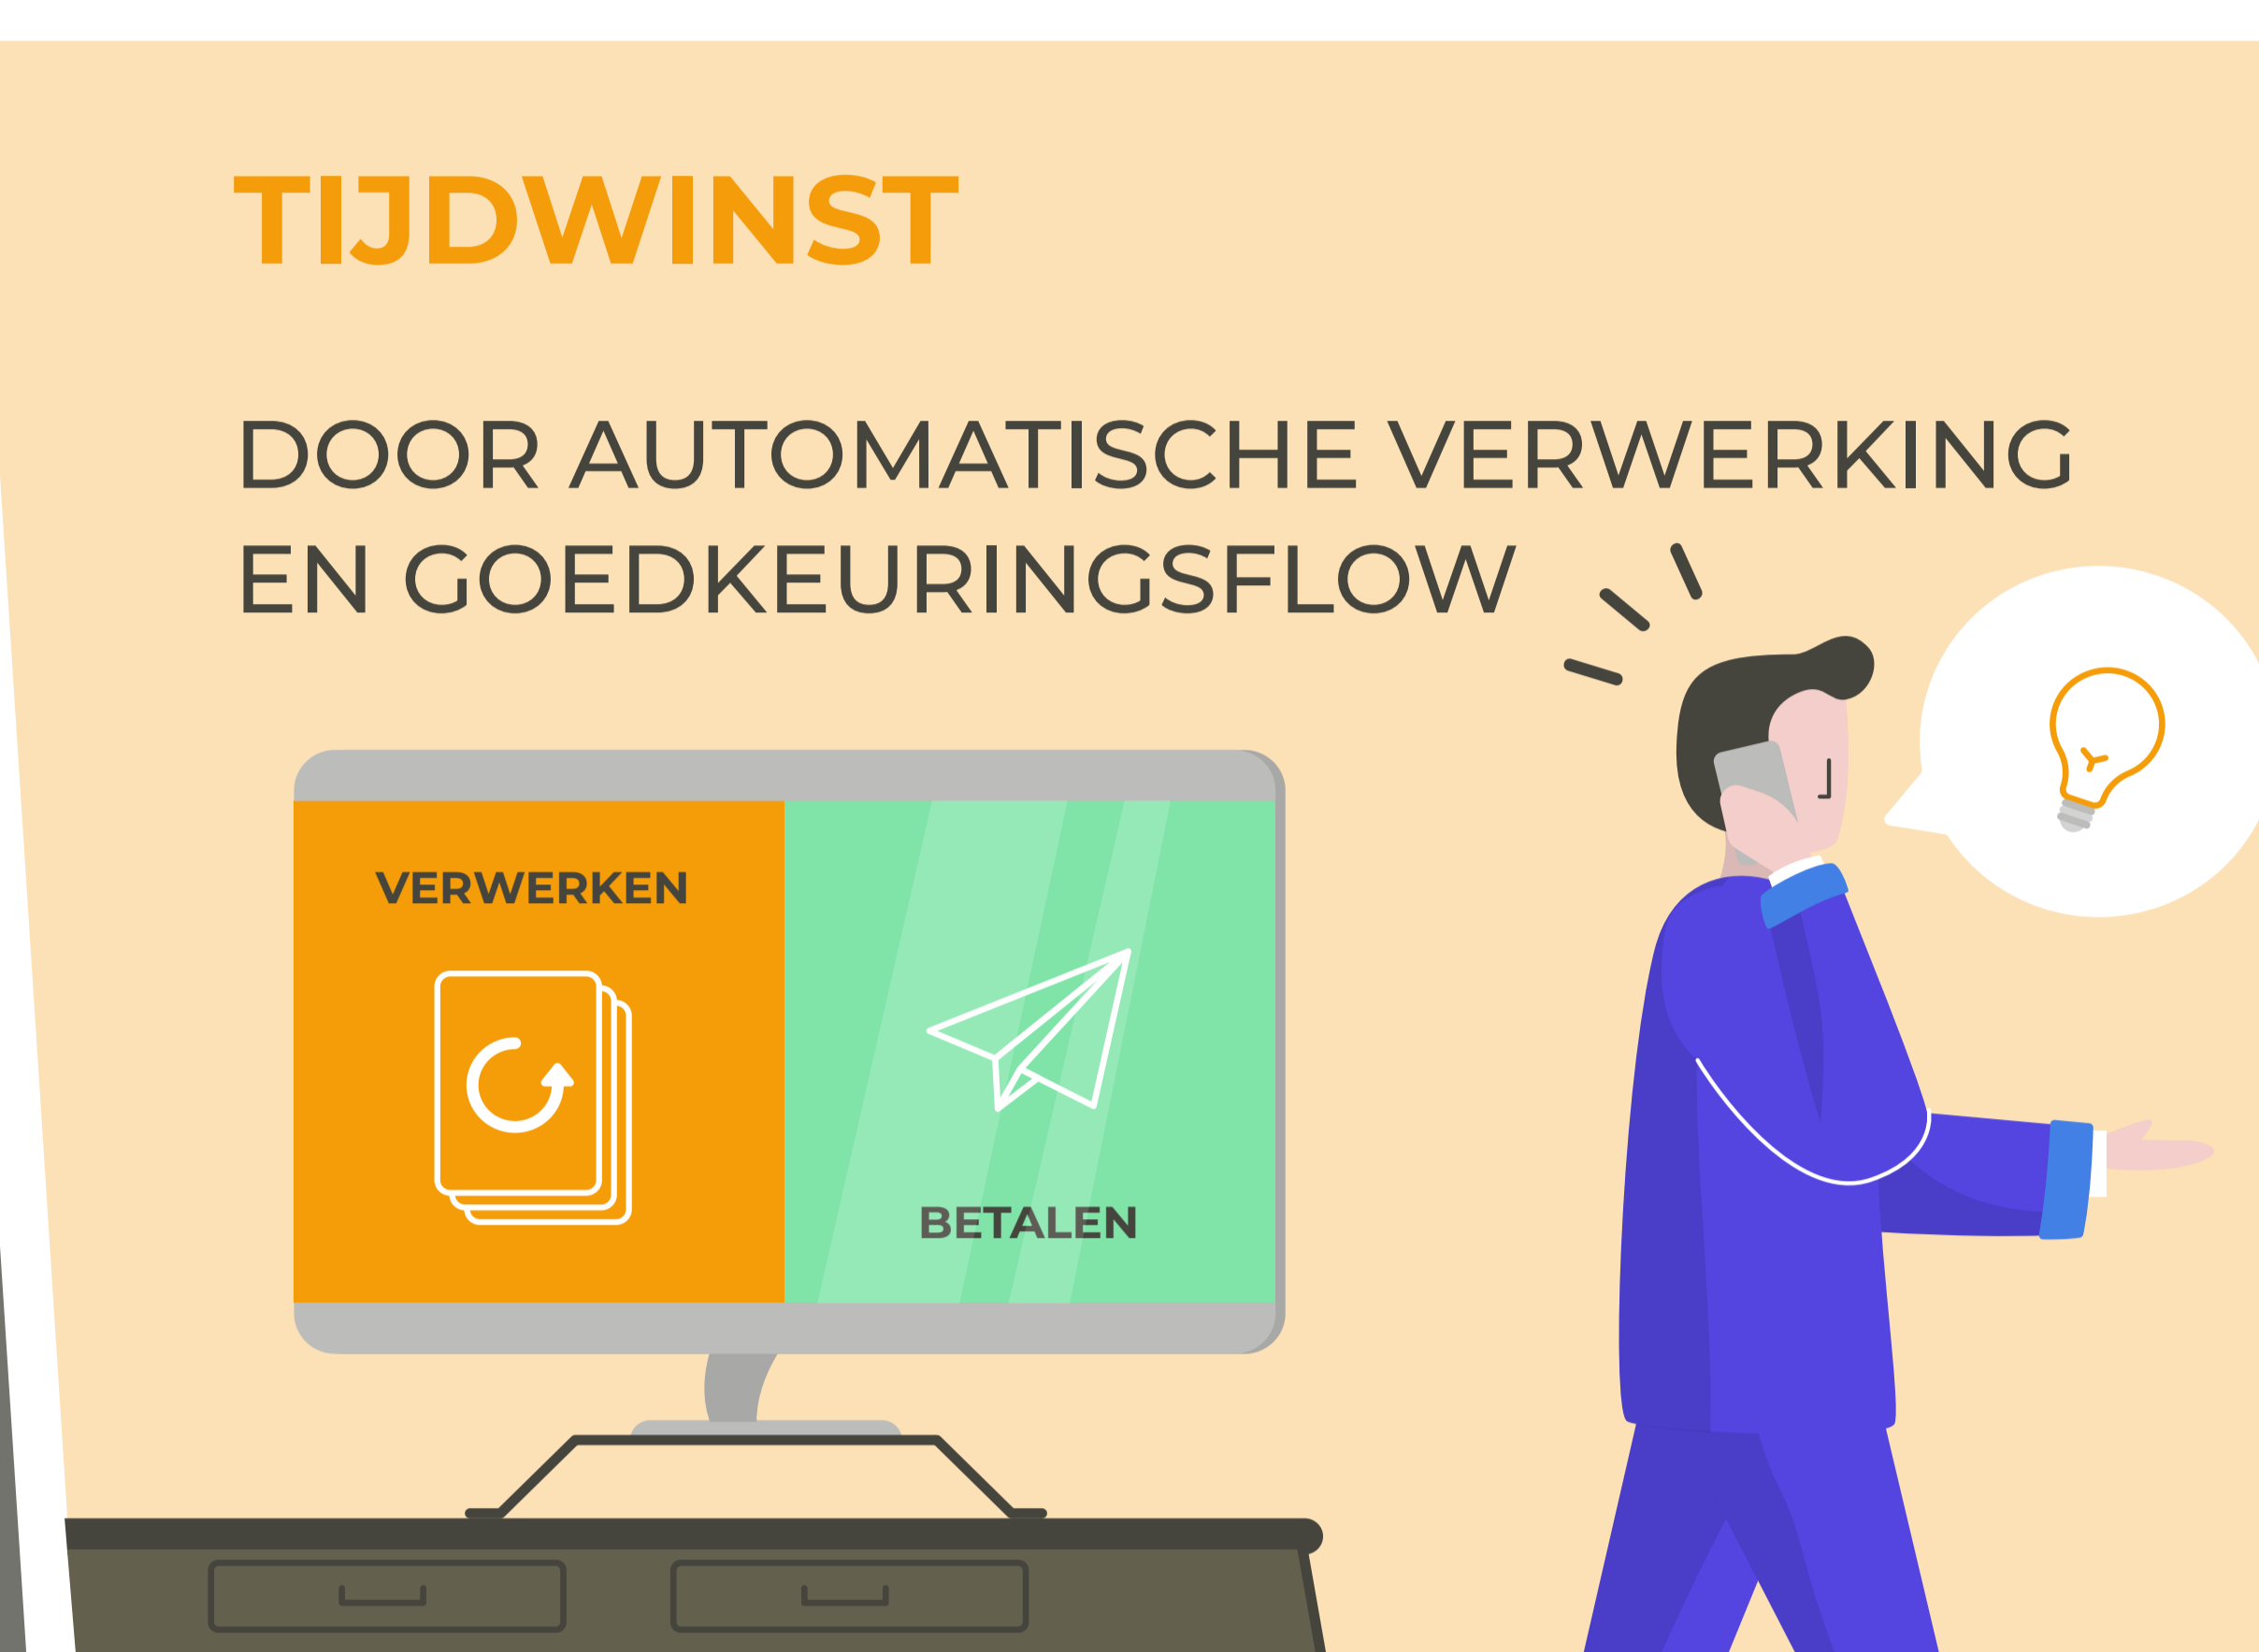 TIJDWINST
DOOR AUTOMATISCHE VERWERKING
EN GOEDKEURINGSFLOW
VERWERKEN
BETALEN